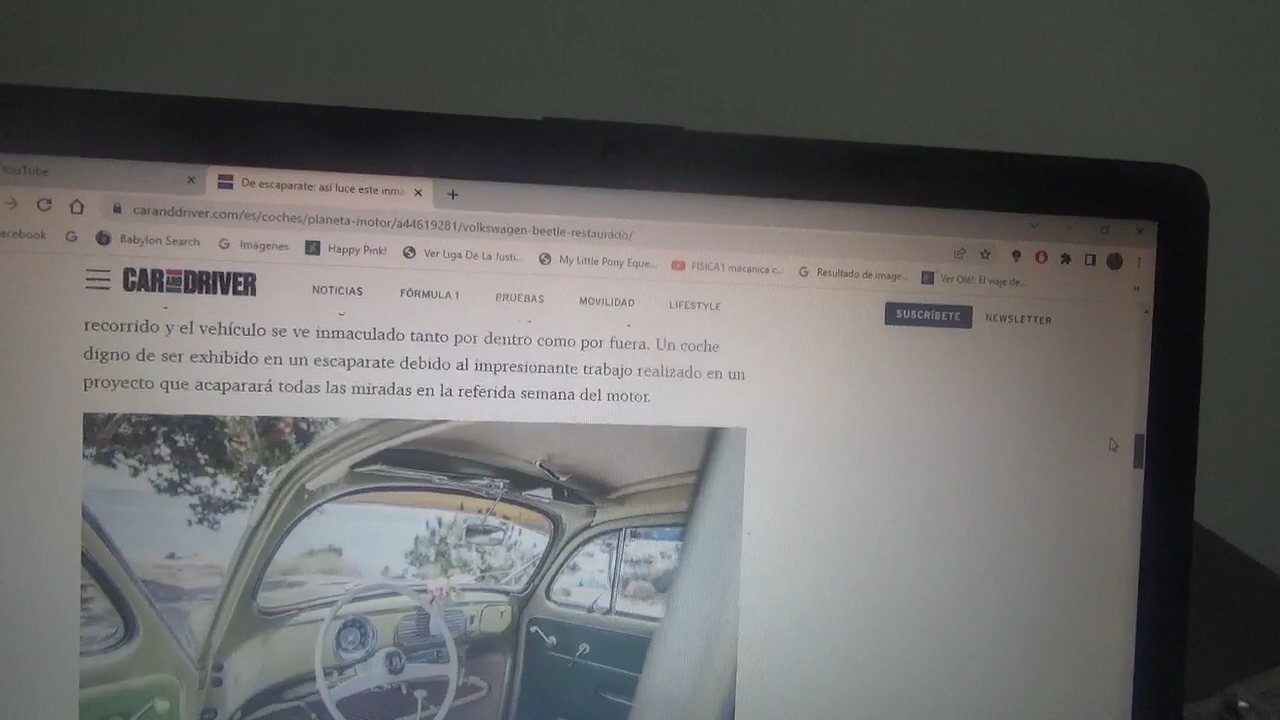 YouTube
De escaparate: así luce este inma
caranddriver.com/es/coches/planeta-motor/a44619281/volkswagen-beetle-restaurado/
acebook
Babylon Search
Imágenes
Happy Pink!
Ver Liga De La Justi...
My Little Pony Eque...
FISICA1 mecanica c...
Resultado de image...
Ver Olé!: El viaje de...
CAR AND DRIVER
NOTICIAS
FÓRMULA 1
PRUEBAS
MOVILIDAD
LIFESTYLE
SUSCRÍBETE
NEWSLETTER
recorrido y el vehículo se ve inmaculado tanto por dentro como por fuera. Un coche
digno de ser exhibido en un escaparate debido al impresionante trabajo realizado en un
proyecto que acaparará todas las miradas en la referida semana del motor.